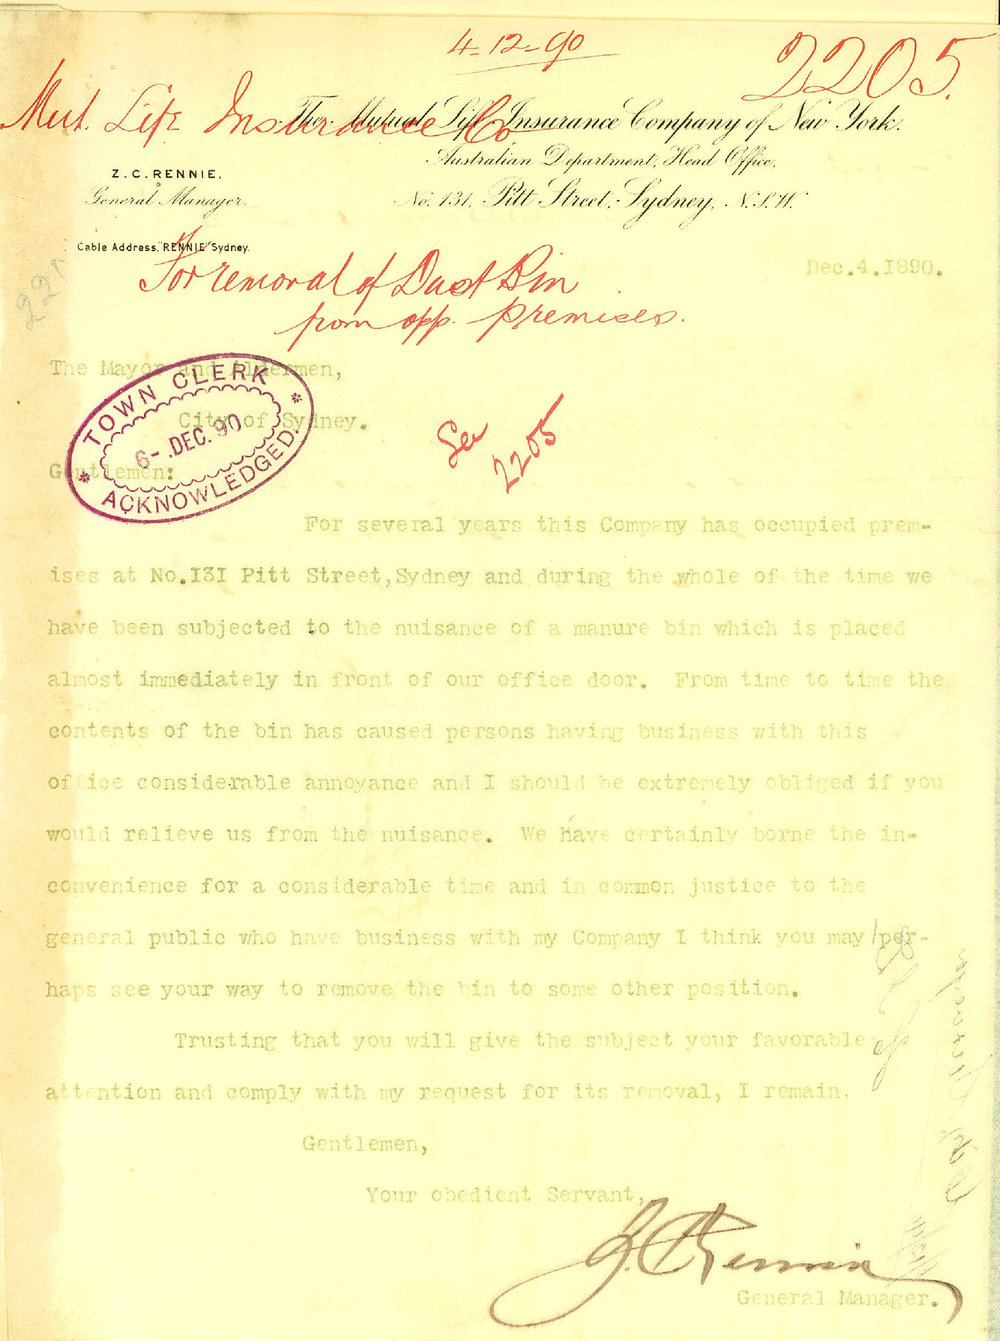 4-12-90
2205.
Mut. Life Insurance Co
The Mutual Life Insurance Company of New York.
Australian Department, Head Office,
No. 131, Pitt Street, Sydney, N.S.W.
Z. C. RENNIE,
General Manager.
Cable Address, "RENNIE" Sydney.
For removal of Dust Bin
from opp. premises.
Dec.4.1890.
The Mayor and Aldermen,
City of Sydney.
Gentlemen:
TOWN CLERK
6-.DEC.90
ACKNOWLEDGED.
2205
For several years this Company has occupied prem-
ises at No.131 Pitt Street,Sydney and during the whole of the time we
have been subjected to the nuisance of a manure bin which is placed
almost immediately in front of our office door. From time to time the
contents of the bin has caused persons having business with this
office considerable annoyance and I should be extremely obliged if you
would relieve us from the nuisance. We have certainly borne the in-
convenience for a considerable time and in common justice to the
general public who have business with my Company I think you may per-
haps see your way to remove the bin to some other position.
Trusting that you will give the subject your favorable
attention and comply with my request for its removal, I remain,
Gentlemen,
Your obedient Servant,
Z.C.Rennie
General Manager.